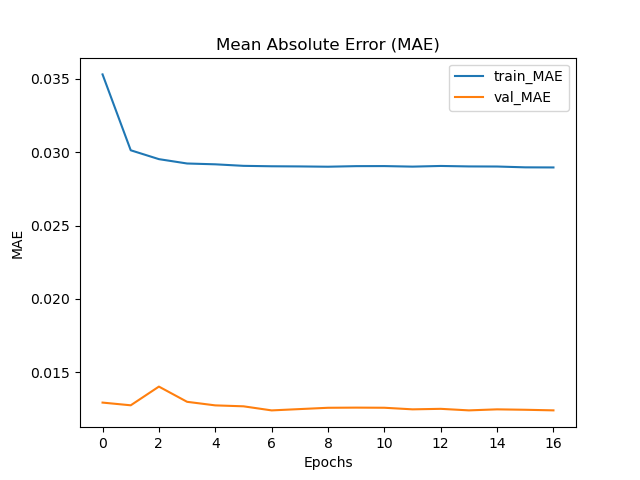 Mean Absolute Error (MAE)
train_MAE
val_MAE
0.035
0.030
0.025
0.020
0.015
MAE
0 2 4 6 8 10 12 14 16
Epochs